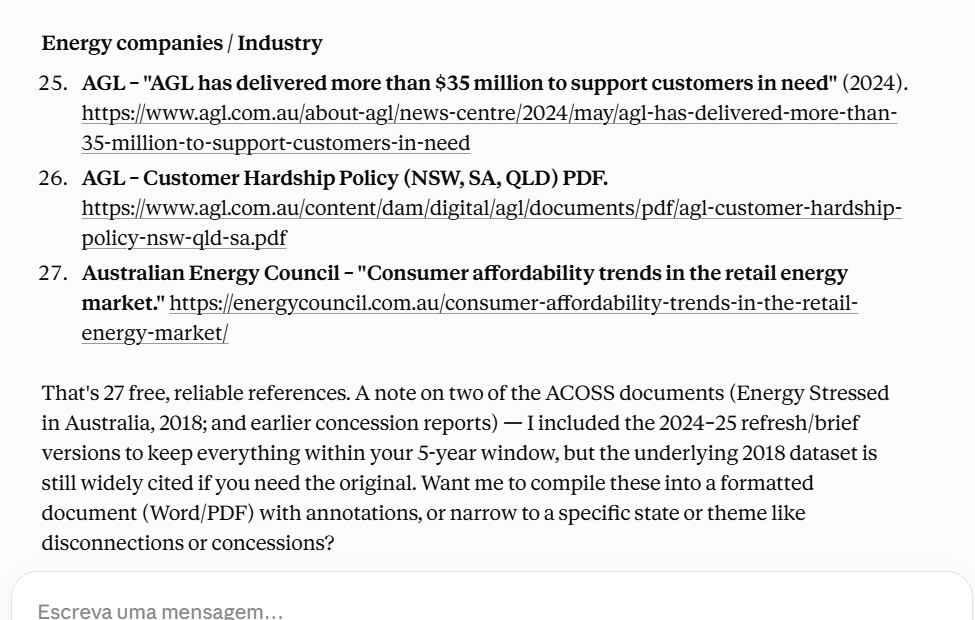 Energy companies / Industry
25. AGL – "AGL has delivered more than $35 million to support customers in need" (2024).
https://www.agl.com.au/about-agl/news-centre/2024/may/agl-has-delivered-more-than-
35-million-to-support-customers-in-need
26. AGL – Customer Hardship Policy (NSW, SA, QLD) PDF.
https://www.agl.com.au/content/dam/digital/agl/documents/pdf/agl-customer-hardship-
policy-nsw-qld-sa.pdf
27. Australian Energy Council – "Consumer affordability trends in the retail energy
market." https://energycouncil.com.au/consumer-affordability-trends-in-the-retail-
energy-market/
That's 27 free, reliable references. A note on two of the ACOSS documents (Energy Stressed
in Australia, 2018; and earlier concession reports) — I included the 2024–25 refresh/brief
versions to keep everything within your 5-year window, but the underlying 2018 dataset is
still widely cited if you need the original. Want me to compile these into a formatted
document (Word/PDF) with annotations, or narrow to a specific state or theme like
disconnections or concessions?
Escreva uma mensagem...